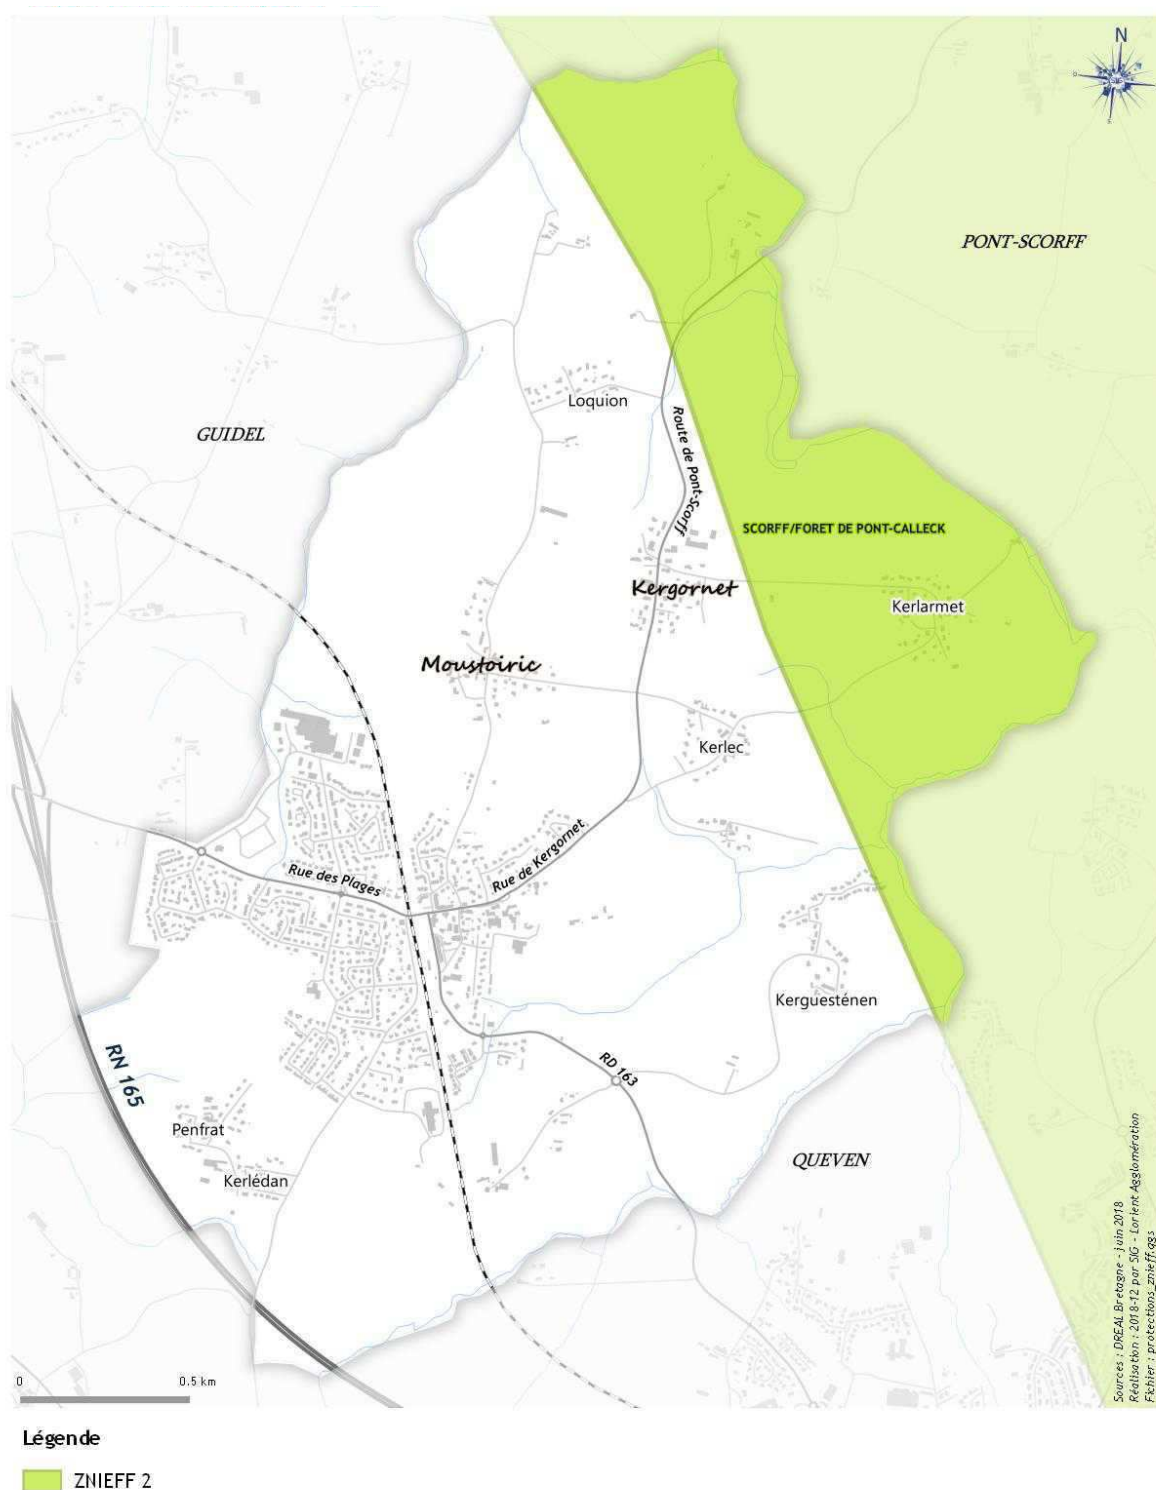 N
PONT-SCORFF
GUIDEL
Loquion
Route de Pont-Scorff
SCORFF/FORET DE PONT-CALLECK
Kergornet
Kerlarmet
Moustoiric
Kerlec
Rue de Kergornet
Rue des Plages
Kerguesténen
RN 165
RD 163
Penfrat
QUEVEN
Kerlédan
Sources : DREAL Bretagne - juin 2018
Réalisation : 2018-12 par SIG - Lorient Agglomération
Fichier : protections_znieff.qgs
0 0.5 km
Légende
ZNIEFF 2